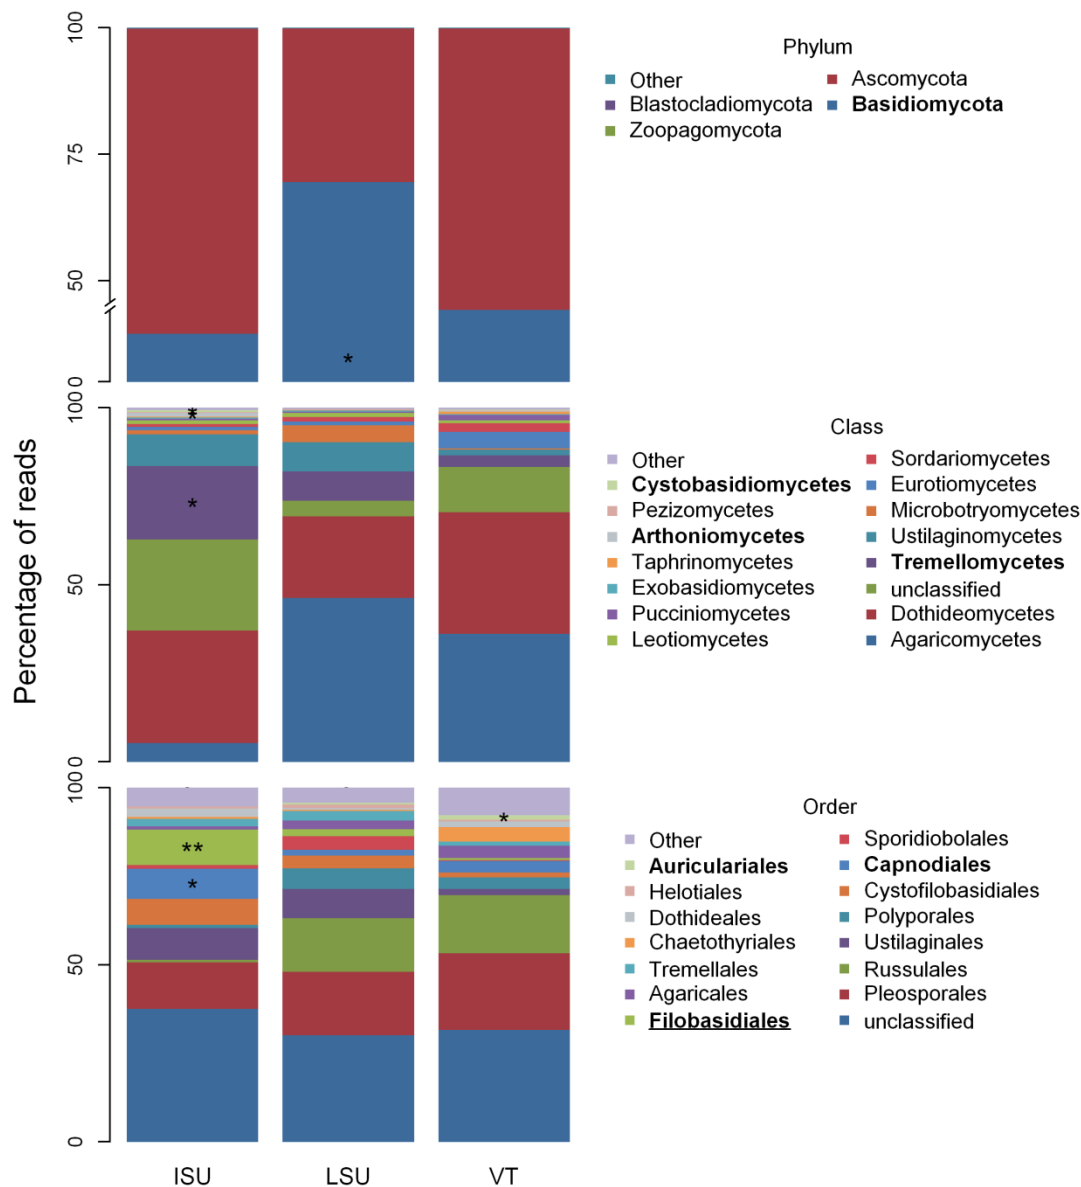 Percentage of reads
100
75
50
0
*
Phylum
Other
Blastocladiomycota
Zoopagomycota
Ascomycota
Basidiomycota
100
50
0
*
*
*
Class
Other
Cystobasidiomycetes
Pezizomycetes
Arthoniomycetes
Taphrinomycetes
Exobasidiomycetes
Pucciniomycetes
Leotiomycetes
Sordariomycetes
Eurotiomycetes
Microbotryomycetes
Ustilaginomycetes
Tremellomycetes
unclassified
Dothideomycetes
Agaricomycetes
100
50
0
**
*
*
Order
Other
Auriculariales
Helotiales
Dothideales
Chaetothyriales
Tremellales
Agaricales
Filobasidiales
Sporidiobolales
Capnodiales
Cystofilobasidiales
Polyporales
Ustilaginales
Russulales
Pleosporales
unclassified
ISU LSU VT